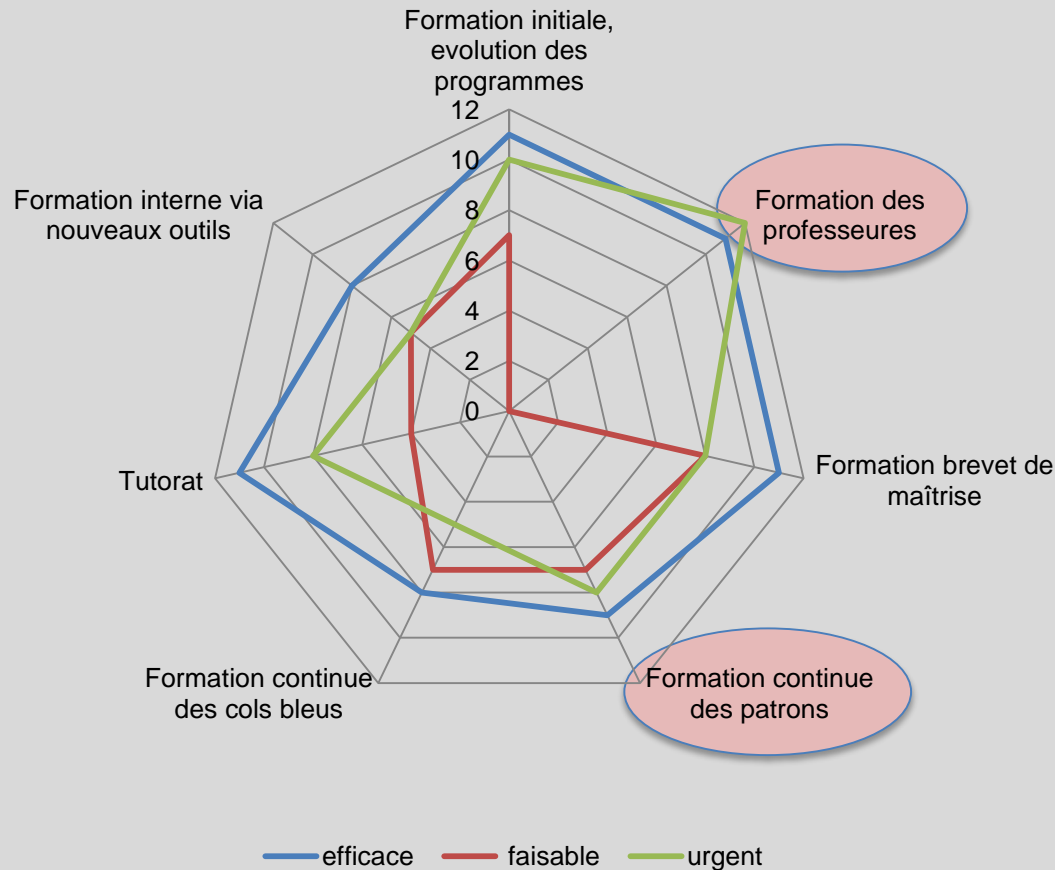 Formation initiale,
evolution des
programmes
12
10
8
6
4
2
0
Formation interne via
nouveaux outils
Formation des
professeures
Tutorat
Formation brevet de
maîtrise
Formation continue
des cols bleus
Formation continue
des patrons
efficace faisable urgent